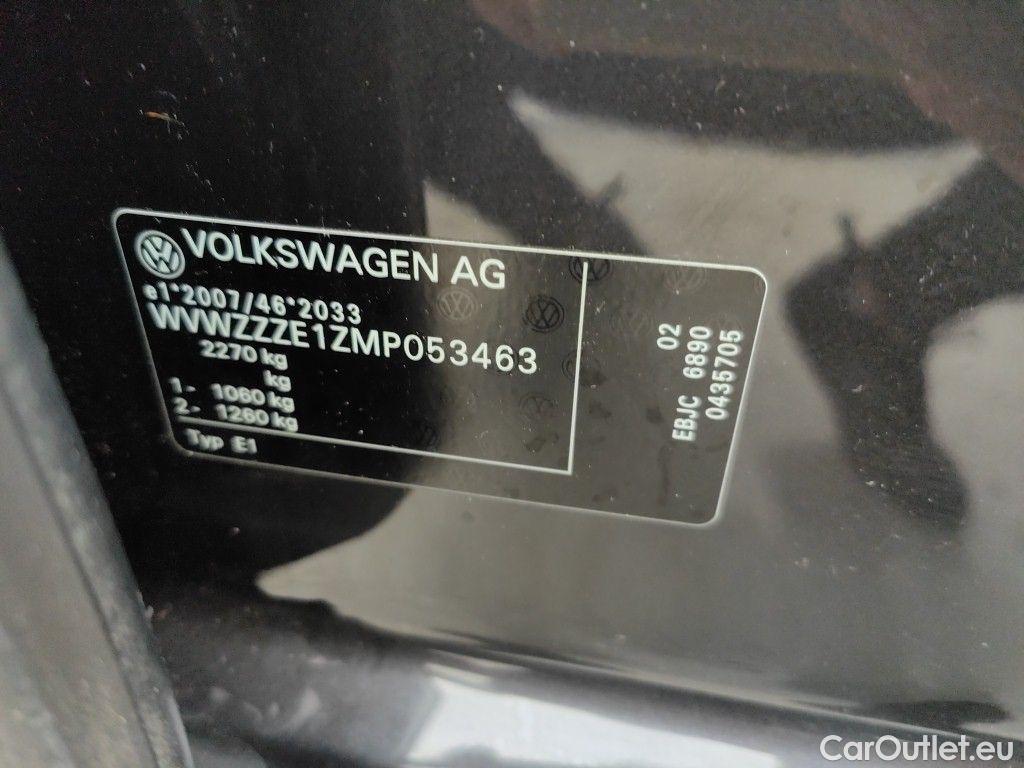 VOLKSWAGEN AG
e1*2007/46*2033
WVWZZZE1ZMP053463
2270 kg
kg
1- 1060 kg
2- 1260 kg
Typ E1
02
EBJC 6890
0435705
CarOutlet.eu